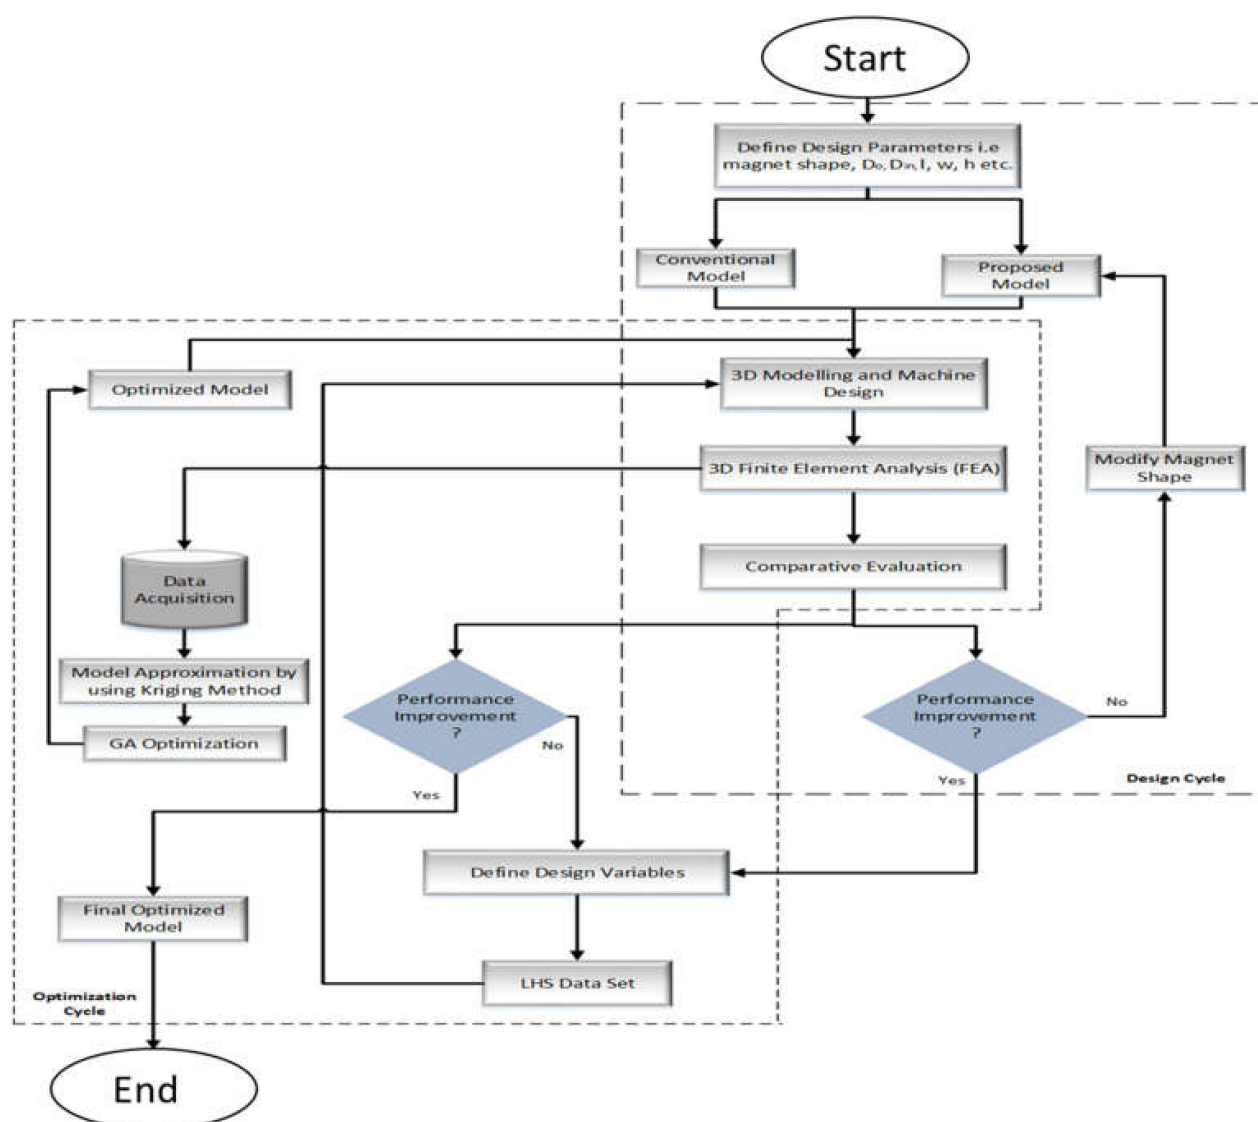 Start
Define Design Parameters i.e
magnet shape, Do, Din, l, w, h etc.
Conventional
Model
Proposed
Model
Optimized Model
3D Modelling and Machine
Design
3D Finite Element Analysis (FEA)
Modify Magnet
Shape
Data
Acquisition
Comparative Evaluation
Model Approximation by
using Kriging Method
GA Optimization
Performance
Improvement
?
No
Yes
Performance
Improvement
?
No
Yes
Design Cycle
Define Design Variables
Final Optimized
Model
LHS Data Set
Optimization
Cycle
End